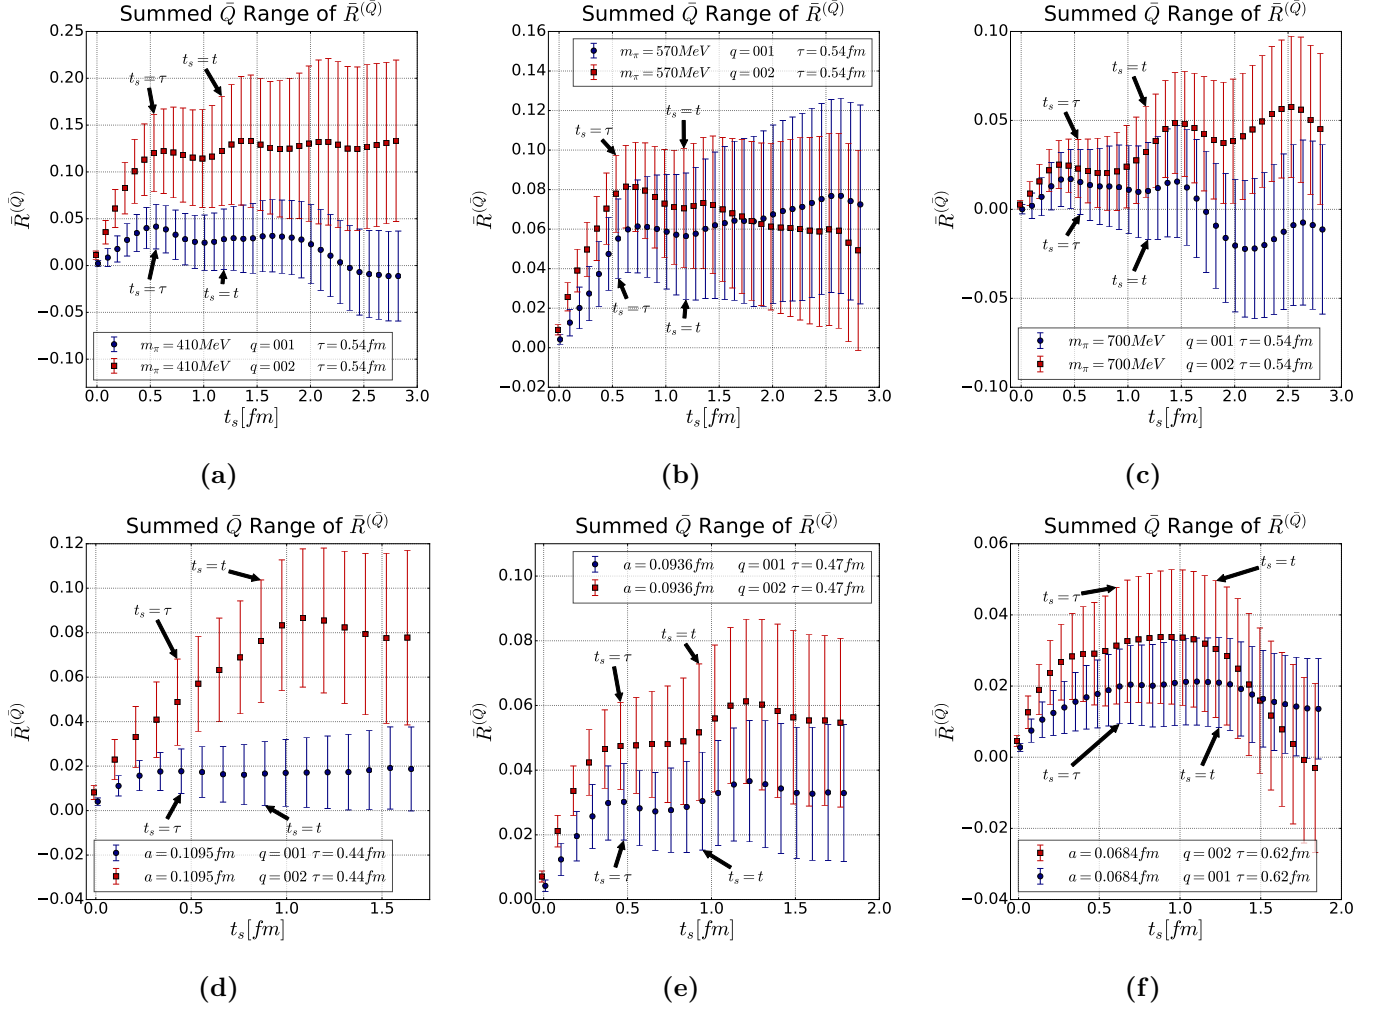 Summed Q̄ Range of R̄^(Q̄)
0.25
0.20
0.15
0.10
0.05
0.00
−0.05
−0.10
R̄^(Q̄)
t_s = τ
t_s = t
t_s = τ
t_s = t
m_π = 410MeV q = 001 τ = 0.54fm
m_π = 410MeV q = 002 τ = 0.54fm
0.0 0.5 1.0 1.5 2.0 2.5 3.0
t_s[fm]
(a)
Summed Q̄ Range of R̄^(Q̄)
0.16
0.14
0.12
0.10
0.08
0.06
0.04
0.02
0.00
−0.02
R̄^(Q̄)
m_π = 570MeV q = 001 τ = 0.54fm
m_π = 570MeV q = 002 τ = 0.54fm
t_s = τ
t_s = t
t_s = τ
t_s = t
0.0 0.5 1.0 1.5 2.0 2.5 3.0
t_s[fm]
(b)
Summed Q̄ Range of R̄^(Q̄)
0.10
0.05
0.00
−0.05
−0.10
R̄^(Q̄)
t_s = t
t_s = τ
t_s = τ
t_s = t
m_π = 700MeV q = 001 τ = 0.54fm
m_π = 700MeV q = 002 τ = 0.54fm
0.0 0.5 1.0 1.5 2.0 2.5 3.0
t_s[fm]
(c)
Summed Q̄ Range of R̄^(Q̄)
0.12
0.10
0.08
0.06
0.04
0.02
0.00
−0.02
−0.04
R̄^(Q̄)
t_s = t
t_s = τ
t_s = τ
t_s = t
a = 0.1095fm q = 001 τ = 0.44fm
a = 0.1095fm q = 002 τ = 0.44fm
0.0 0.5 1.0 1.5
t_s[fm]
(d)
Summed Q̄ Range of R̄^(Q̄)
0.10
0.08
0.06
0.04
0.02
0.00
R̄^(Q̄)
a = 0.0936fm q = 001 τ = 0.47fm
a = 0.0936fm q = 002 τ = 0.47fm
t_s = t
t_s = τ
t_s = τ
t_s = t
0.0 0.5 1.0 1.5 2.0
t_s[fm]
(e)
Summed Q̄ Range of R̄^(Q̄)
0.06
0.04
0.02
0.00
−0.02
−0.04
R̄^(Q̄)
t_s = t
t_s = τ
t_s = τ
t_s = t
a = 0.0684fm q = 002 τ = 0.62fm
a = 0.0684fm q = 001 τ = 0.62fm
0.0 0.5 1.0 1.5 2.0
t_s[fm]
(f)